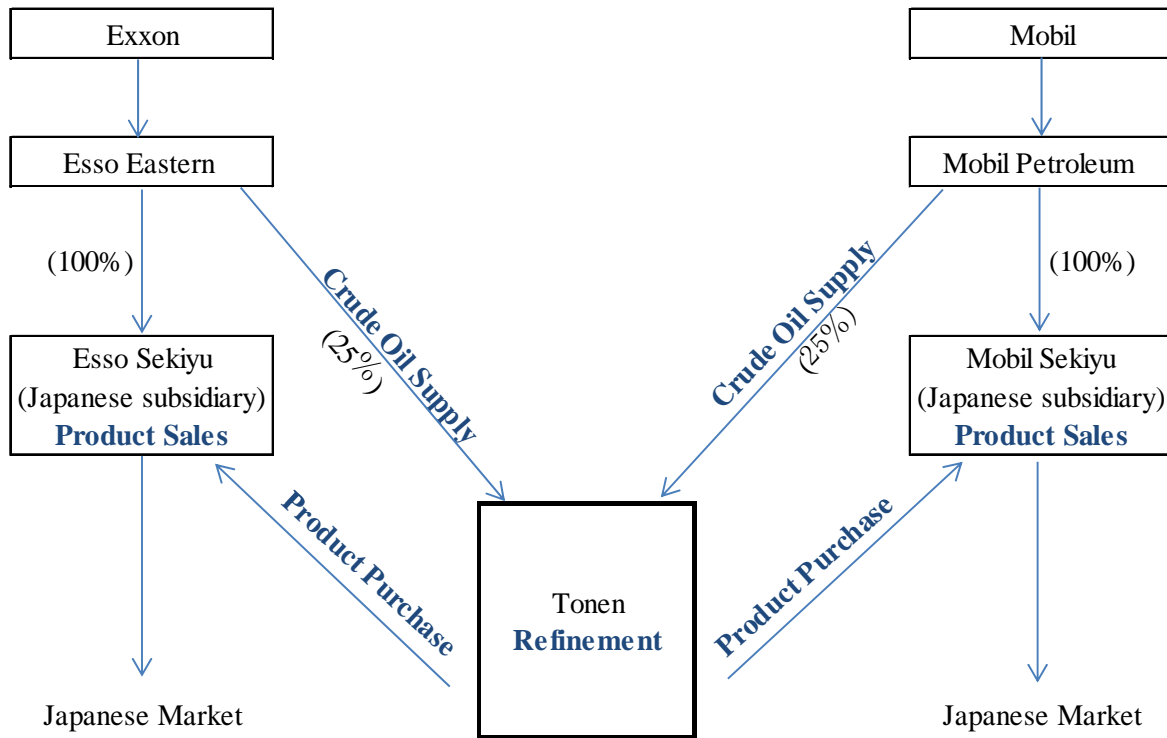 Exxon
Mobil
Esso Eastern
Mobil Petroleum
(100%)
Crude Oil Supply
(25%)
Crude Oil Supply
(25%)
(100%)
Esso Sekiyu
(Japanese subsidiary)
Product Sales
Mobil Sekiyu
(Japanese subsidiary)
Product Sales
Product Purchase
Tonen
Refinement
Product Purchase
Japanese Market
Japanese Market